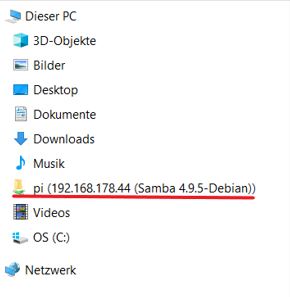 Dieser PC
3D-Objekte
Bilder
Desktop
Dokumente
Downloads
Musik
pi (192.168.178.44 (Samba 4.9.5-Debian))
Videos
OS (C:)
Netzwerk